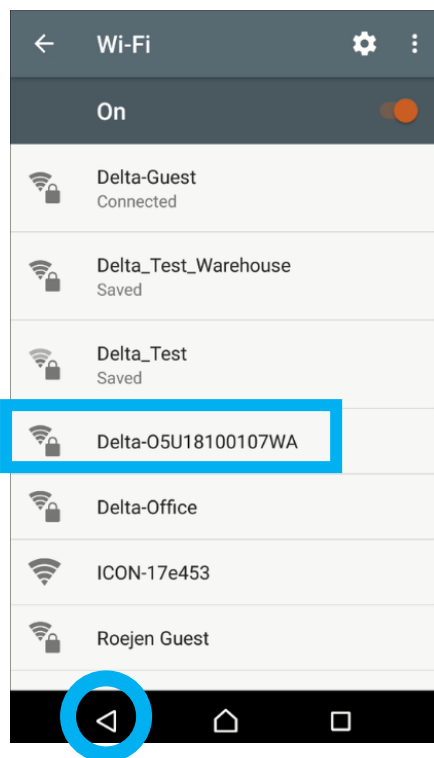 Wi-Fi
On
Delta-Guest
Connected
Delta_Test_Warehouse
Saved
Delta_Test
Saved
Delta-O5U18100107WA
Delta-Office
ICON-17e453
Roejen Guest